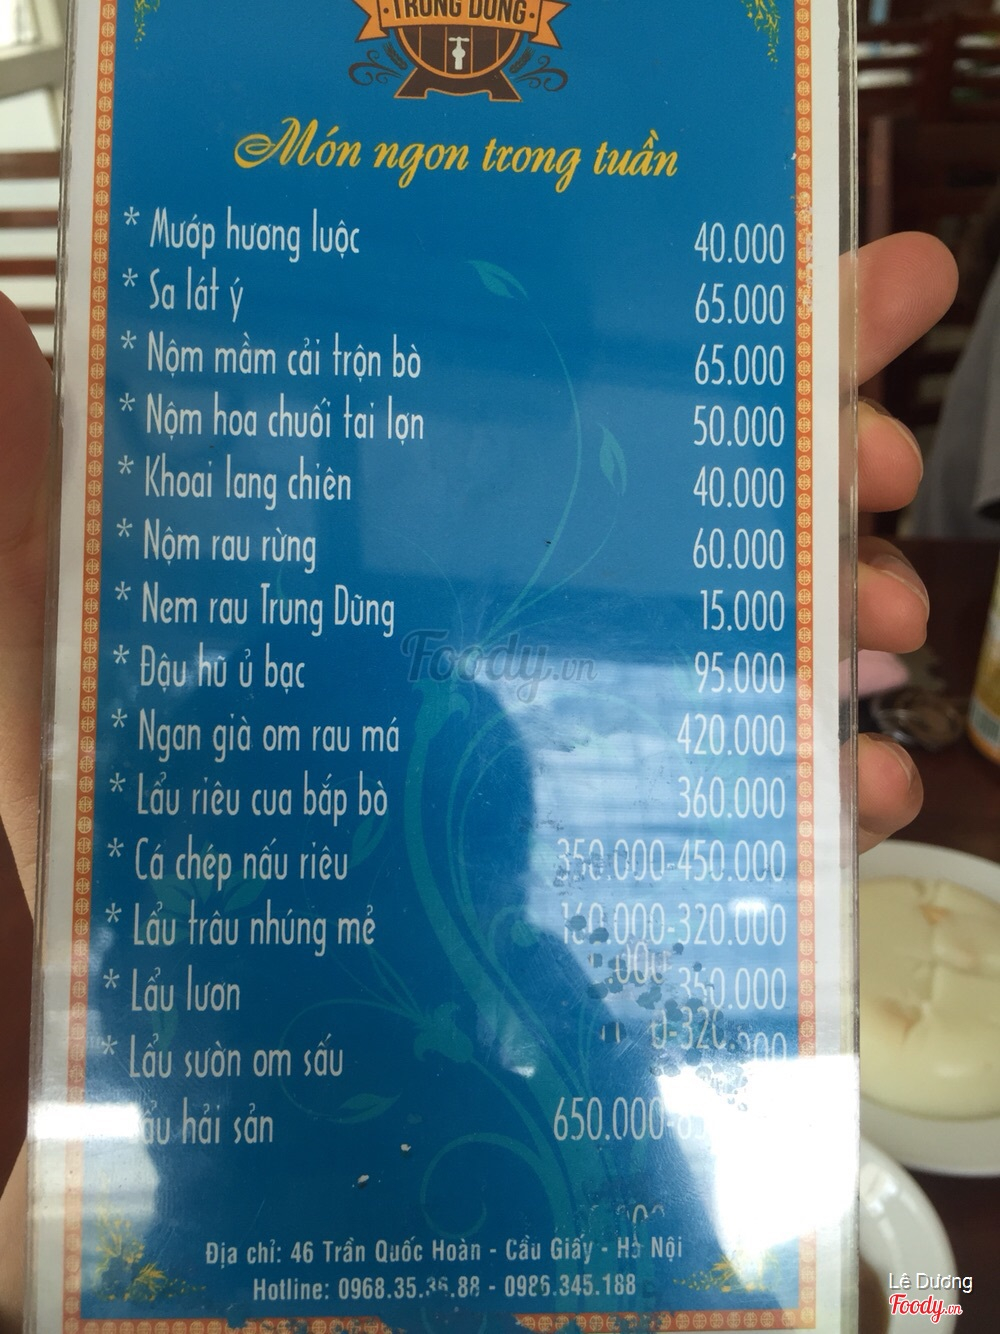 TRUNG DŨNG
Món ngon trong tuần
* Mướp hương luộc 40.000
* Sa lát ý 65.000
* Nộm mầm cải trộn bò 65.000
* Nộm hoa chuối tai lợn 50.000
* Khoai lang chiên 40.000
* Nộm rau rừng 60.000
* Nem rau Trung Dũng 15.000
* Đậu hũ ủ bạc 95.000
* Ngan già om rau má 420.000
* Lẩu riêu cua bắp bò 360.000
* Cá chép nấu riêu 350.000-450.000
* Lẩu trâu nhúng mẻ 160.000-320.000
* Lẩu lươn 350.000
* Lẩu sườn om sấu
hải sản 650.000
Địa chỉ: 46 Trần Quốc Hoàn - Cầu Giấy - Hà Nội
Hotline: 0968.35.36.88 - 0986.345.188
Foody.vn
Lê Dương
Foody.vn